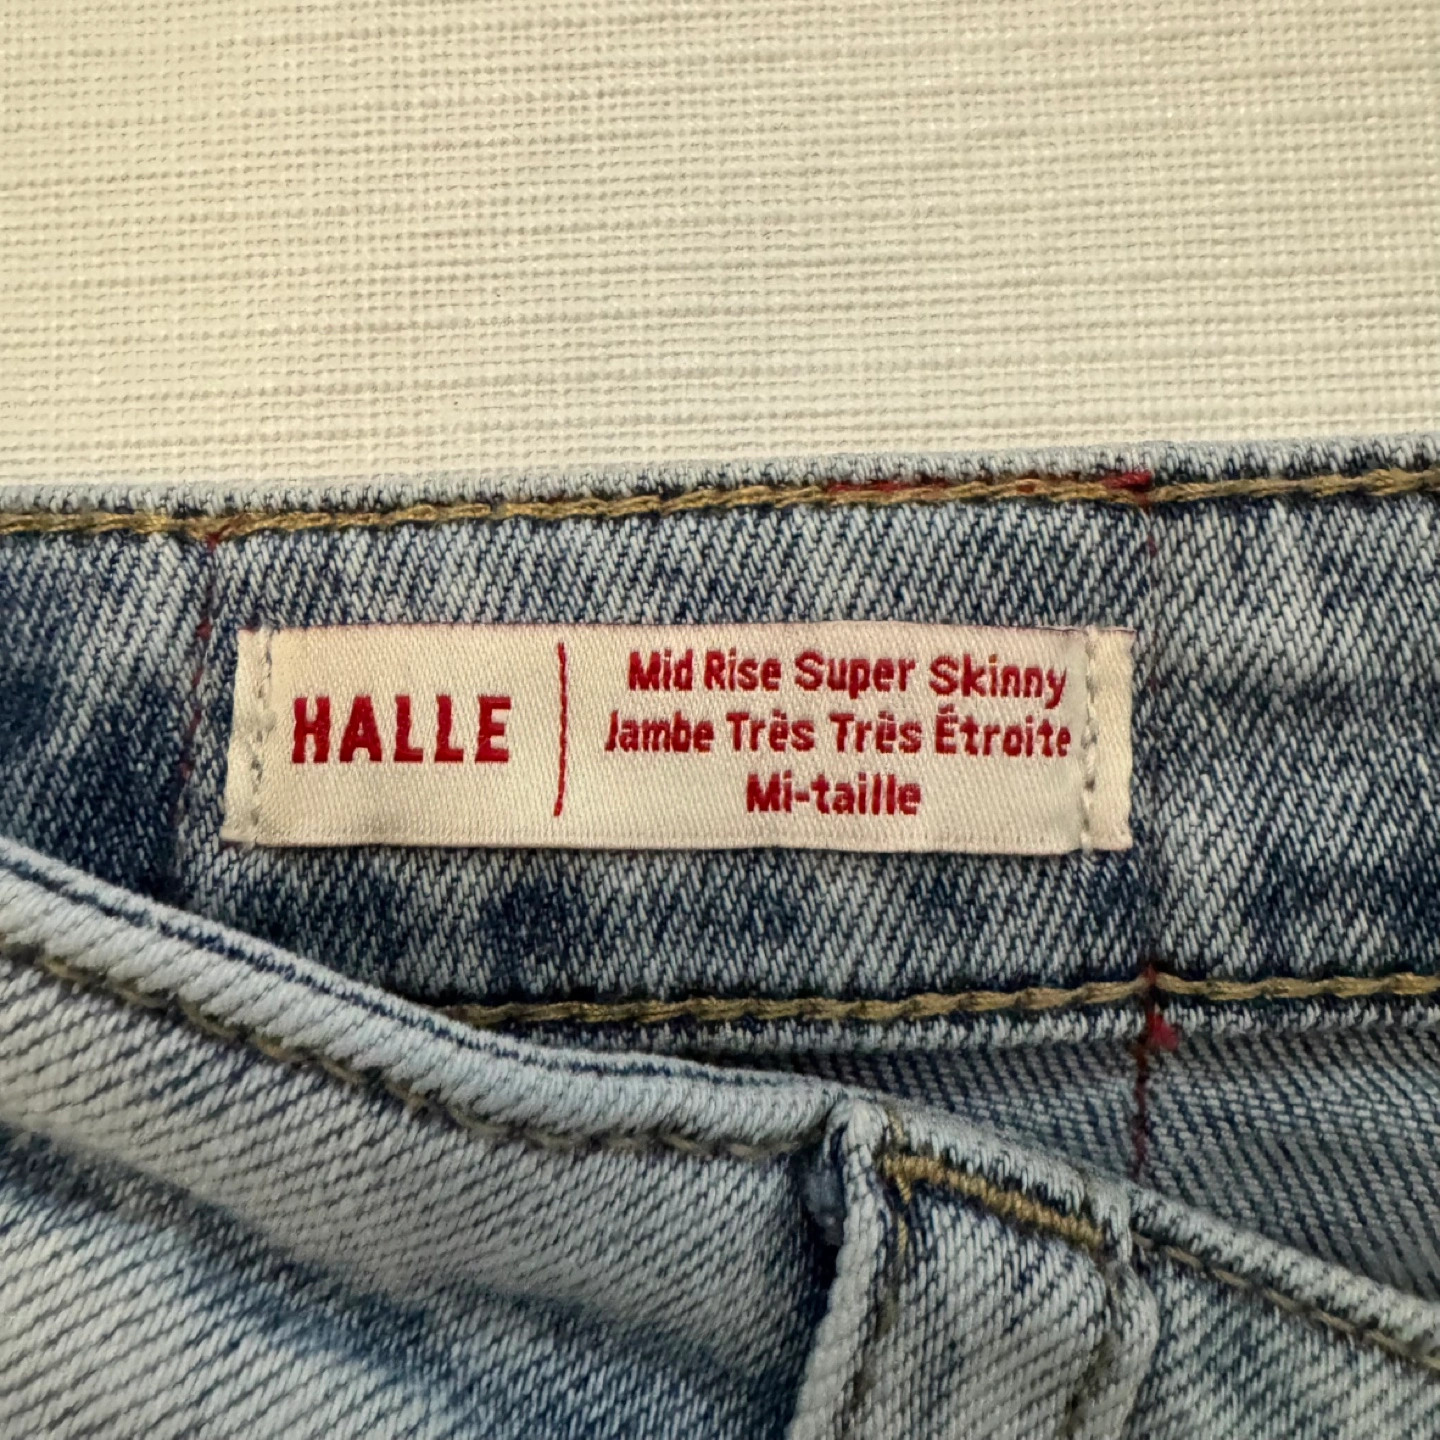 HALLE
Mid Rise Super Skinny
Jambe Très Très Étroite
Mi-taille